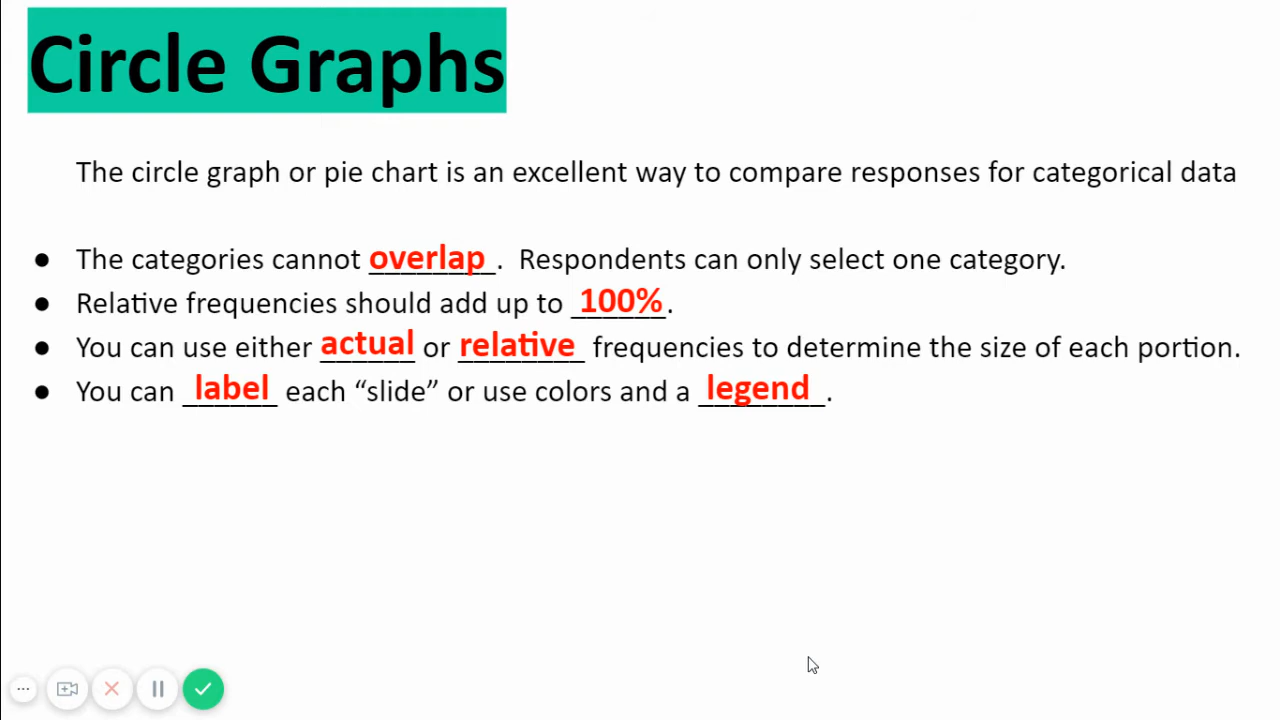 Circle Graphs
The circle graph or pie chart is an excellent way to compare responses for categorical data
● The categories cannot overlap. Respondents can only select one category.
● Relative frequencies should add up to 100%.
● You can use either actual or relative frequencies to determine the size of each portion.
● You can label each “slide” or use colors and a legend.